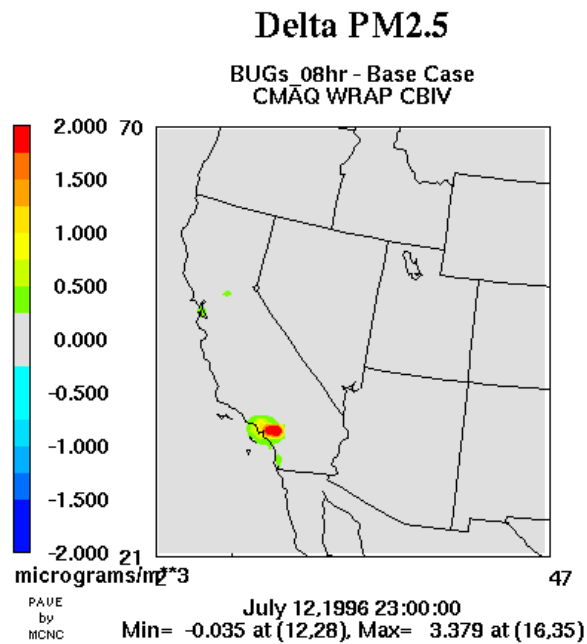 Delta PM2.5
BUGs_08hr - Base Case
CMAQ WRAP CBIV
2.000
1.500
1.000
0.500
0.000
-0.500
-1.000
-1.500
-2.000
70
21
micrograms/m**3
2
47
PAVE
by
MCNC
July 12,1996 23:00:00
Min= -0.035 at (12,28), Max= 3.379 at (16,35)